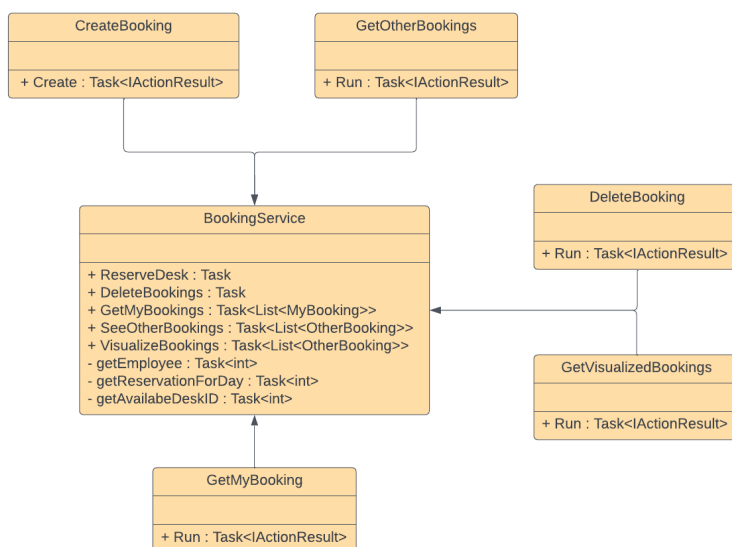 CreateBooking
+ Create : Task<IActionResult>
GetOtherBookings
+ Run : Task<IActionResult>
BookingService
+ ReserveDesk : Task
+ DeleteBookings : Task
+ GetMyBookings : Task<List<MyBooking>>
+ SeeOtherBookings : Task<List<OtherBooking>>
+ VisualizeBookings : Task<List<OtherBooking>>
- getEmployee : Task<int>
- getReservationForDay : Task<int>
- getAvailabeDeskID : Task<int>
DeleteBooking
+ Run : Task<IActionResult>
GetVisualizedBookings
+ Run : Task<IActionResult>
GetMyBooking
+ Run : Task<IActionResult>